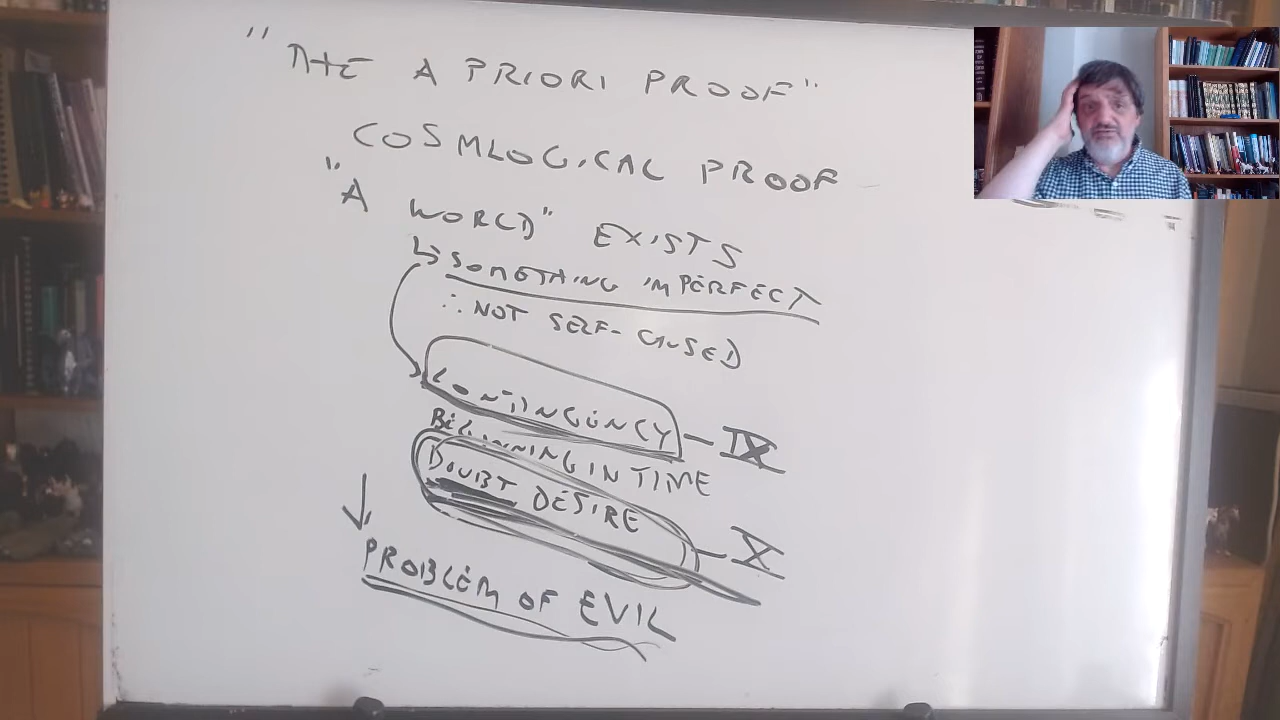 "THE A PRIORI PROOF"
COSMLOGICAL PROOF
"A WORLD" EXISTS
SOMETHING IMPERFECT
∴ NOT SELF-CAUSED
CONTINGENCY - IX
BEGINNING IN TIME
DOUBT DESIRE - X
PROBLEM OF EVIL